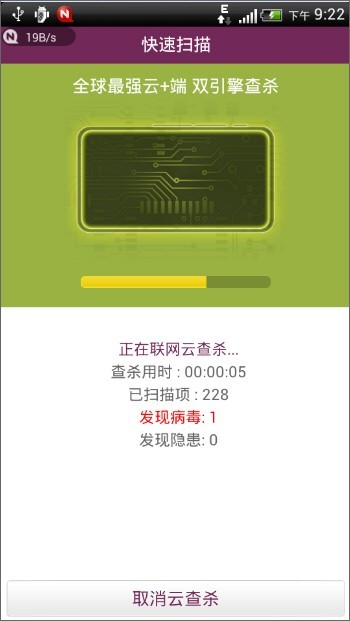 E
下午 9:22
N 19B/s
快速扫描
全球最强云+端 双引擎查杀
正在联网云查杀...
查杀用时 : 00:00:05
已扫描项 : 228
发现病毒: 1
发现隐患: 0
取消云查杀